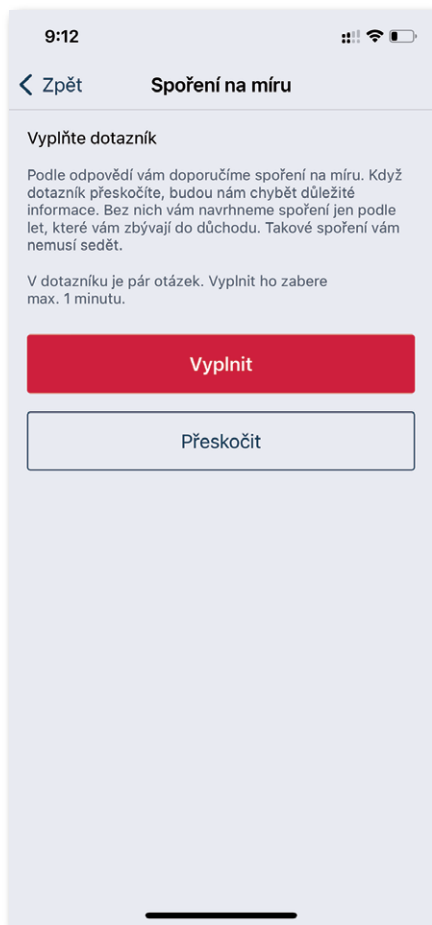 9:12
Zpět
Spoření na míru
Vyplňte dotazník
Podle odpovědí vám doporučíme spoření na míru. Když
dotazník přeskočíte, budou nám chybět důležité
informace. Bez nich vám navrhneme spoření jen podle
let, které vám zbývají do důchodu. Takové spoření vám
nemusí sedět.
V dotazníku je pár otázek. Vyplnit ho zabere
max. 1 minutu.
Vyplnit
Přeskočit